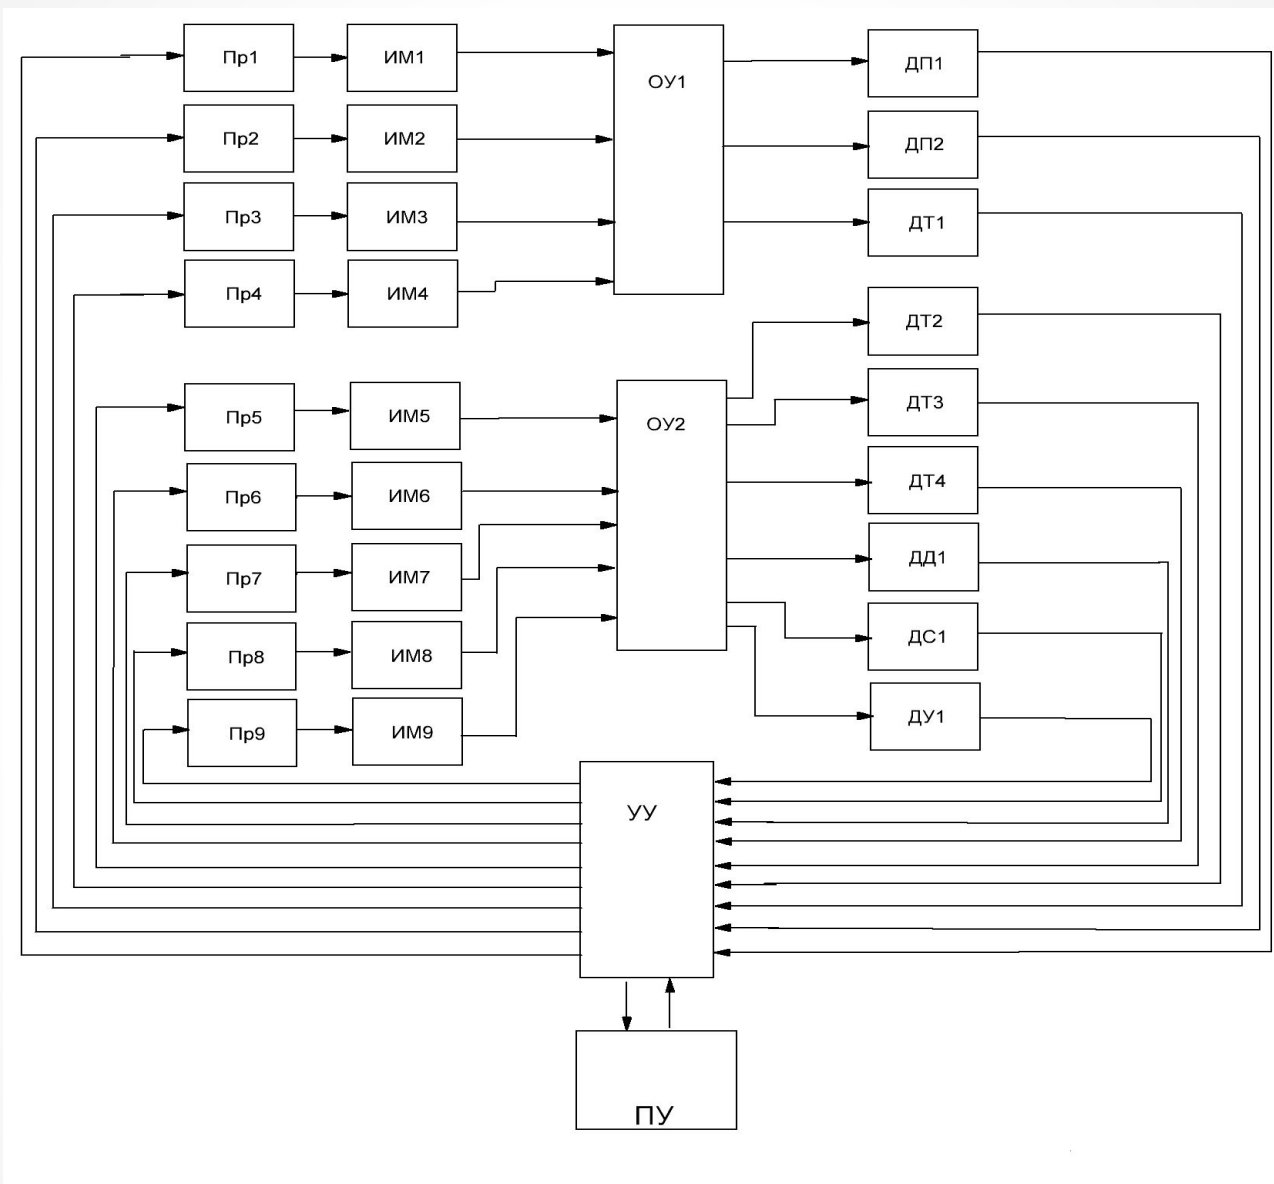 Пр1
ИМ1
ОУ1
ДП1
Пр2
ИМ2
ДП2
Пр3
ИМ3
ДТ1
Пр4
ИМ4
ДТ2
Пр5
ИМ5
ОУ2
ДТ3
Пр6
ИМ6
ДТ4
Пр7
ИМ7
ДД1
Пр8
ИМ8
ДС1
Пр9
ИМ9
ДУ1
УУ
ПУ